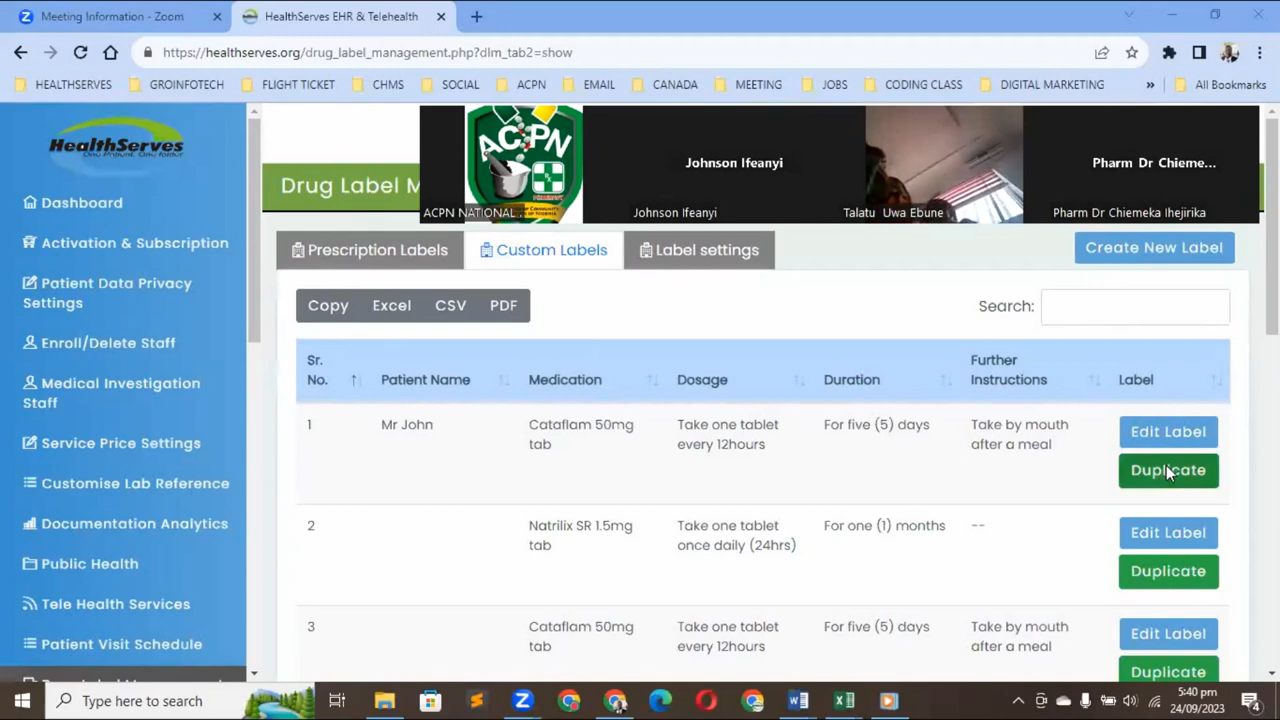 Meeting Information - Zoom
HealthServes EHR & Telehealth
https://healthserves.org/drug_label_management.php?dlm_tab2=show
HEALTHSERVES GROINFOTECH FLIGHT TICKET CHMS SOCIAL ACPN EMAIL CANADA MEETING JOBS CODING CLASS DIGITAL MARKETING » All Bookmarks
HealthServes
Dashboard
Activation & Subscription
Patient Data Privacy
Settings
Enroll/Delete Staff
Medical Investigation
Staff
Service Price Settings
Customise Lab Reference
Documentation Analytics
Public Health
Tele Health Services
Patient Visit Schedule
Drug Label M
ACPN
ACPN NATIONAL
Johnson Ifeanyi
Johnson Ifeanyi
Talatu Uwa Ebune
Pharm Dr Chieme...
Pharm Dr Chiemeka Ihejirika
Prescription Labels
Custom Labels
Label settings
Create New Label
Copy Excel CSV PDF
Search:
Sr.
No.
Patient Name
Medication
Dosage
Duration
Further
Instructions
Label
1
Mr John
Cataflam 50mg
tab
Take one tablet
every 12hours
For five (5) days
Take by mouth
after a meal
Edit Label
Duplicate
2
Natrilix SR 1.5mg
tab
Take one tablet
once daily (24hrs)
For one (1) months
--
Edit Label
Duplicate
3
Cataflam 50mg
tab
Take one tablet
every 12hours
For five (5) days
Take by mouth
after a meal
Edit Label
Duplicate
Type here to search
5:40 pm
24/09/2023
4